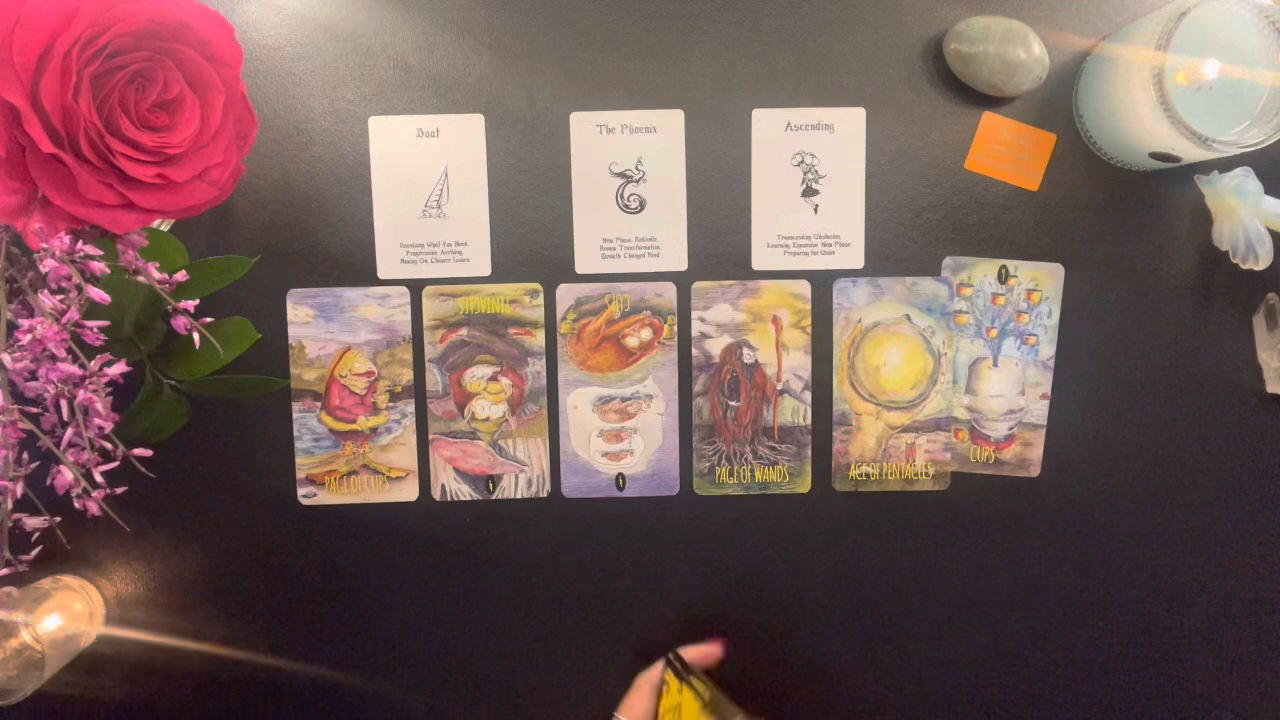 Boat
Receiving What You Need.
Progression. Arriving.
Moving On. Closure. Future
The Phoenix
New Phase. Rebirth.
Renew. Transformation.
Growth. Changed Mind.
Ascending
Transcending Obstacles.
Learning. Expansion. New Phase.
Preparing for Union
PAGE OF CUPS
PENTACLES
CUPS
PAGE OF WANDS
ACE OF PENTACLES
CUPS